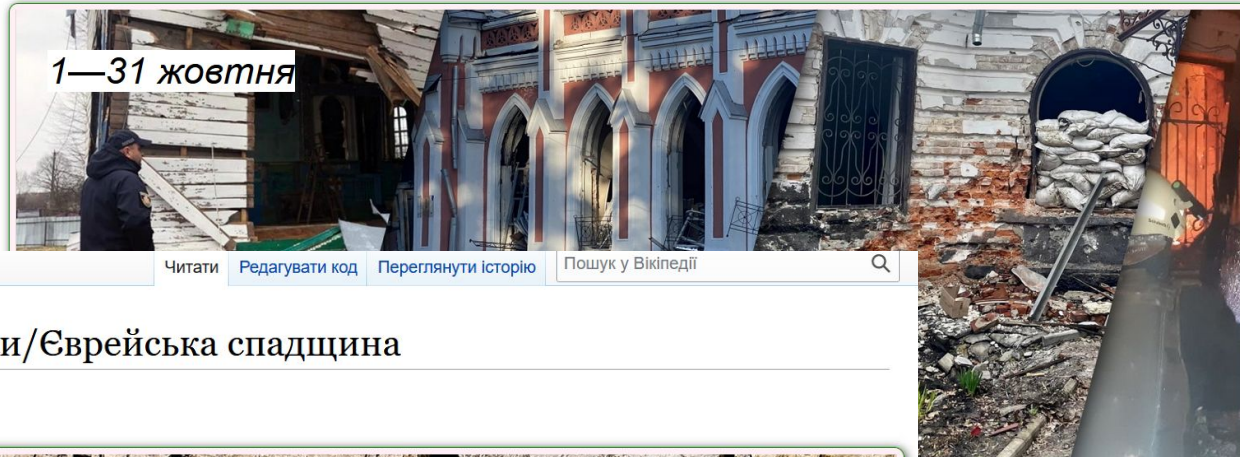 1—31 жовтня
Читати Редагувати код Переглянути історію Пошук у Вікіпедії
и/Єврейська спадщина